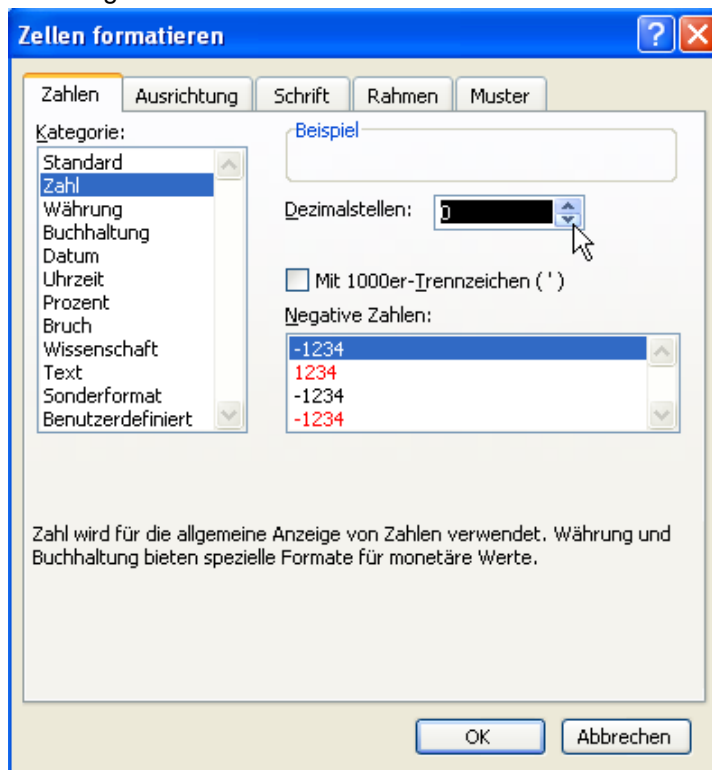 Zellen formatieren
Zahlen Ausrichtung Schrift Rahmen Muster
Kategorie:
Standard
Zahl
Währung
Buchhaltung
Datum
Uhrzeit
Prozent
Bruch
Wissenschaft
Text
Sonderformat
Benutzerdefiniert
Beispiel
Dezimalstellen: 0
Mit 1000er-Trennzeichen (')
Negative Zahlen:
-1234
1234
-1234
-1234
Zahl wird für die allgemeine Anzeige von Zahlen verwendet. Währung und
Buchhaltung bieten spezielle Formate für monetäre Werte.
OK Abbrechen